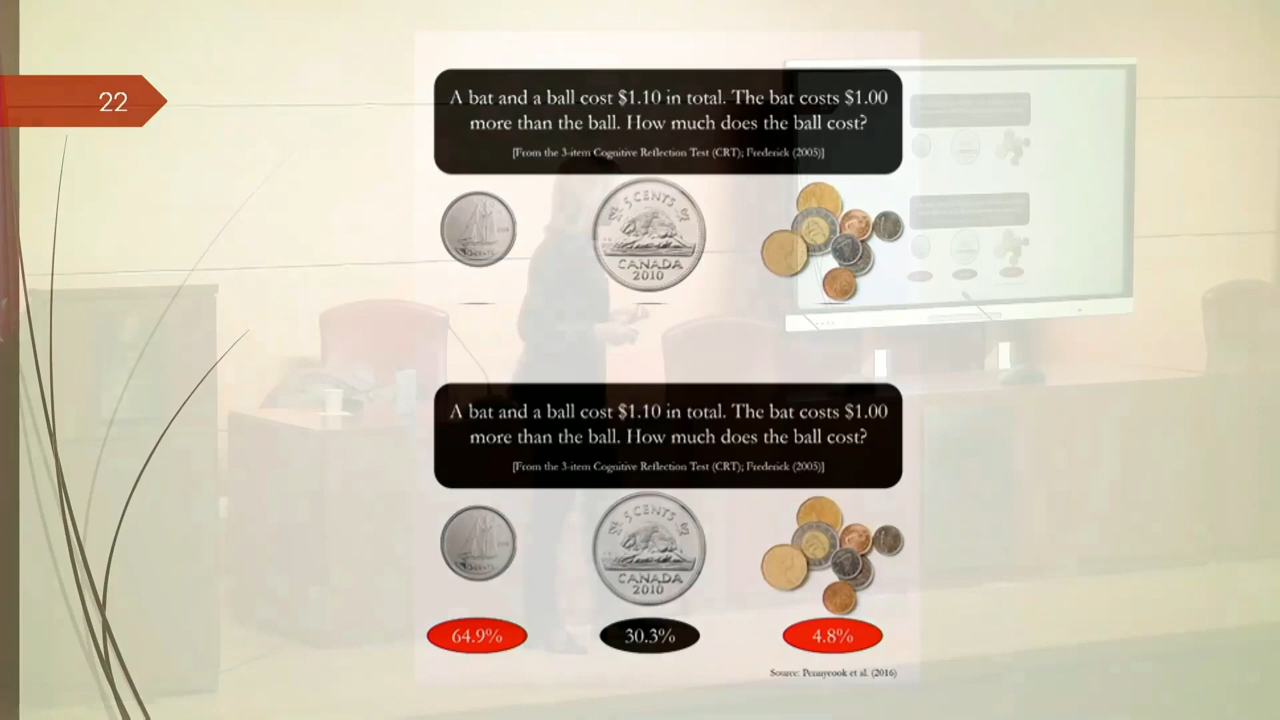 22
A bat and a ball cost $1.10 in total. The bat costs $1.00
more than the ball. How much does the ball cost?
[From the 3-item Cognitive Reflection Test (CRT); Frederick (2005)]
5 CENTS
CANADA
2010
A bat and a ball cost $1.10 in total. The bat costs $1.00
more than the ball. How much does the ball cost?
[From the 3-item Cognitive Reflection Test (CRT); Frederick (2005)]
5 CENTS
CANADA
2010
64.9%
30.3%
4.8%
Source: Pennycook et al. (2016)